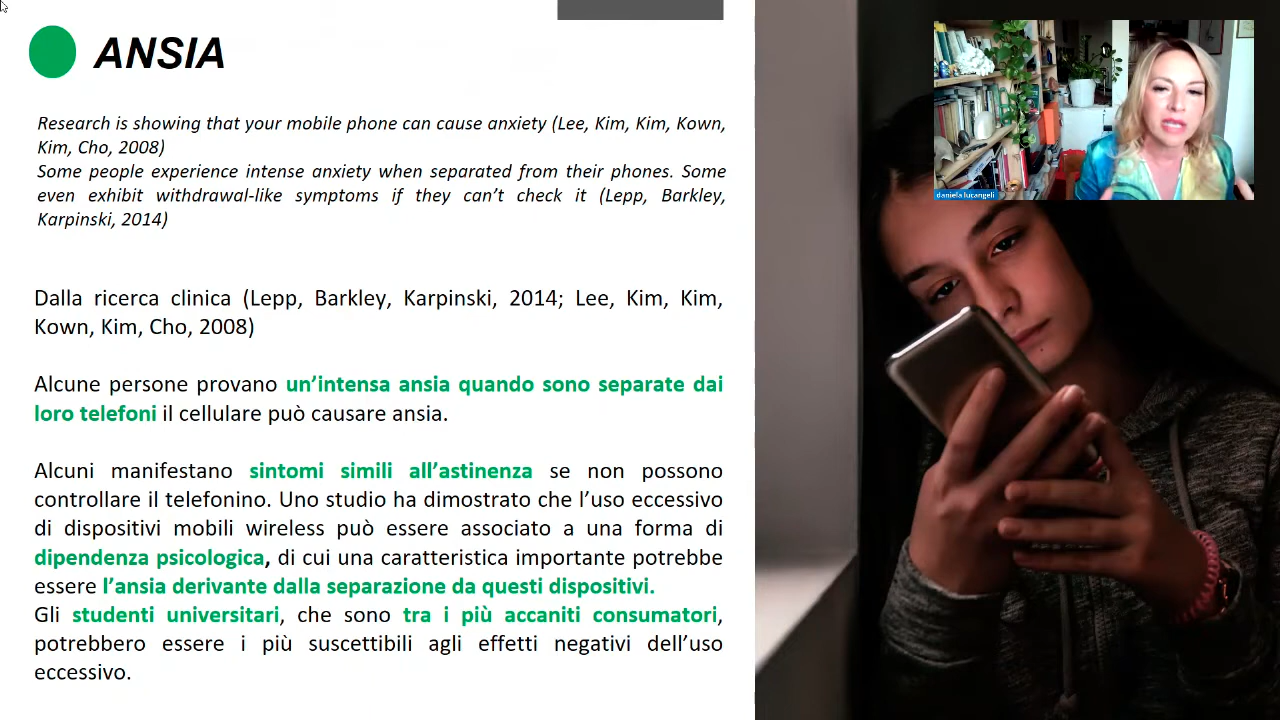 ANSIA
Research is showing that your mobile phone can cause anxiety (Lee, Kim, Kim, Kown,
Kim, Cho, 2008)
Some people experience intense anxiety when separated from their phones. Some
even exhibit withdrawal-like symptoms if they can't check it (Lepp, Barkley,
Karpinski, 2014)
Dalla ricerca clinica (Lepp, Barkley, Karpinski, 2014; Lee, Kim, Kim,
Kown, Kim, Cho, 2008)
Alcune persone provano un'intensa ansia quando sono separate dai
loro telefoni il cellulare può causare ansia.
Alcuni manifestano sintomi simili all'astinenza se non possono
controllare il telefonino. Uno studio ha dimostrato che l'uso eccessivo
di dispositivi mobili wireless può essere associato a una forma di
dipendenza psicologica, di cui una caratteristica importante potrebbe
essere l'ansia derivante dalla separazione da questi dispositivi.
Gli studenti universitari, che sono tra i più accaniti consumatori,
potrebbero essere i più suscettibili agli effetti negativi dell'uso
eccessivo.
daniela lucangeli